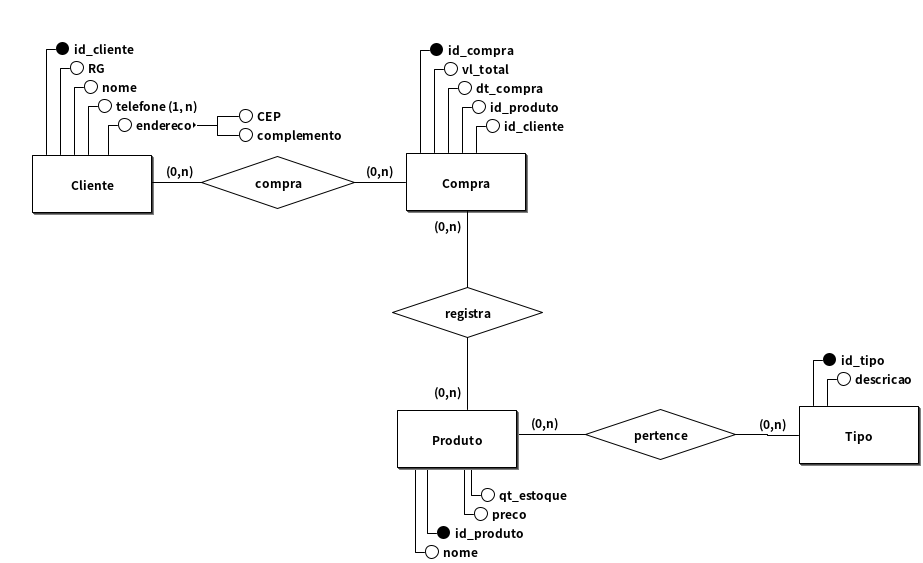 id_cliente
RG
nome
telefone (1, n)
endereco
CEP
complemento
Cliente
(0,n)
compra
(0,n)
id_compra
vl_total
dt_compra
id_produto
id_cliente
Compra
(0,n)
registra
(0,n)
Produto
(0,n)
pertence
(0,n)
id_tipo
descricao
Tipo
qt_estoque
preco
id_produto
nome